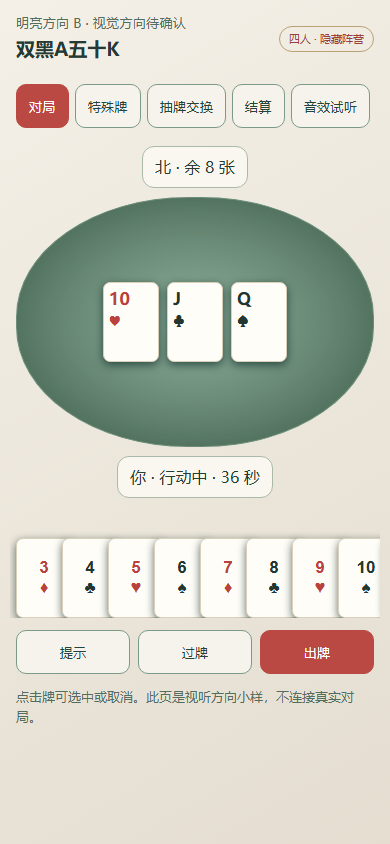 明亮方向 B · 视觉方向待确认
双黑A五十K
四人 · 隐藏阵营
对局 特殊牌 抽牌交换 结算 音效试听
北 · 余 8 张
10 J Q
♥ ♣ ♠
你 · 行动中 · 36 秒
3 4 5 6 7 8 9 10
♦ ♣ ♥ ♠ ♦ ♣ ♥ ♠
提示 过牌 出牌
点击牌可选中或取消。此页是视听方向小样，不连接真实对
局。